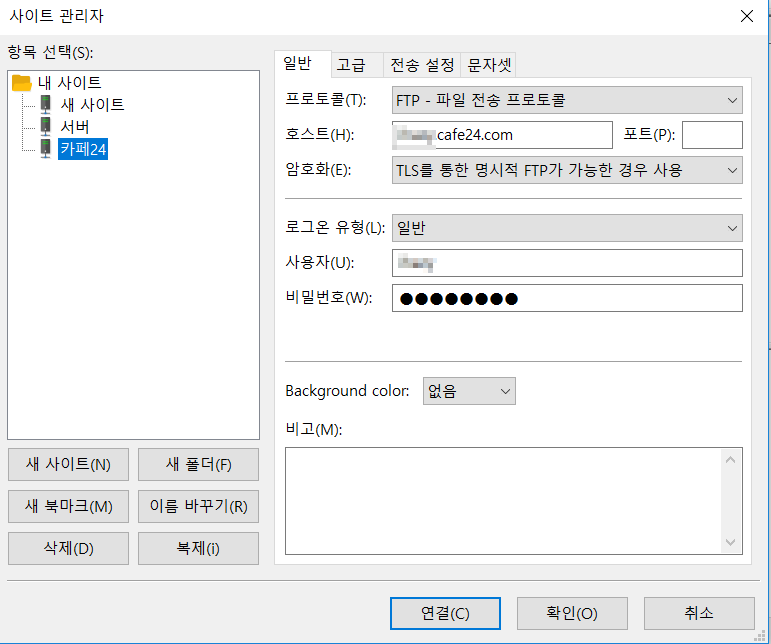 사이트 관리자
항목 선택(S):
내 사이트
새 사이트
서버
카페24
새 사이트(N)
새 폴더(F)
새 북마크(M)
이름 바꾸기(R)
삭제(D)
복제(i)
일반
고급
전송 설정
문자셋
프로토콜(T):
FTP - 파일 전송 프로토콜
호스트(H):
cafe24.com
포트(P):
암호화(E):
TLS를 통한 명시적 FTP가 가능한 경우 사용
로그온 유형(L):
일반
사용자(U):
비밀번호(W):
●●●●●●●●
Background color:
없음
비고(M):
연결(C)
확인(O)
취소